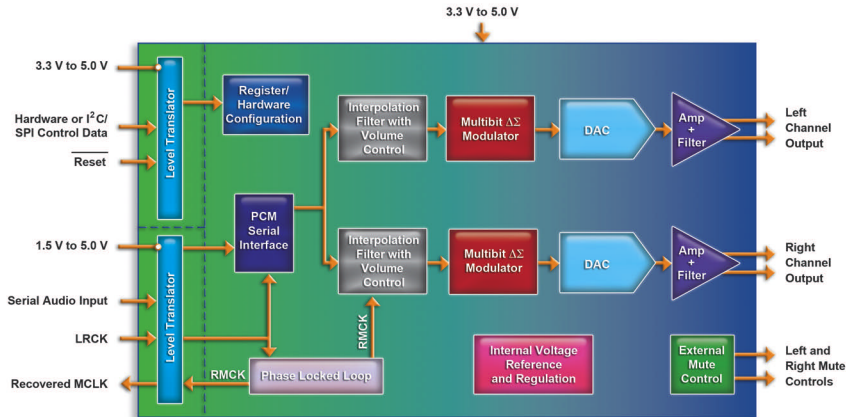 3.3 V to 5.0 V
3.3 V to 5.0 V
Hardware or I²C/
SPI Control Data
Reset
Level Translator
Register/
Hardware
Configuration
Interpolation
Filter with
Volume
Control
Multibit ΔΣ
Modulator
DAC
Amp
+
Filter
Left
Channel
Output
1.5 V to 5.0 V
Serial Audio Input
LRCK
Recovered MCLK
Level Translator
PCM
Serial
Interface
Interpolation
Filter with
Volume
Control
Multibit ΔΣ
Modulator
DAC
Amp
+
Filter
Right
Channel
Output
RMCK
Phase Locked Loop
RMCK
Internal Voltage
Reference
and Regulation
External
Mute
Control
Left and
Right Mute
Controls